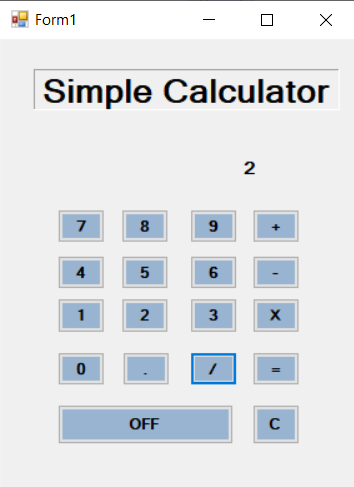 Form1
Simple Calculator
2
7 8 9 +
4 5 6 -
1 2 3 X
0 . / =
OFF C